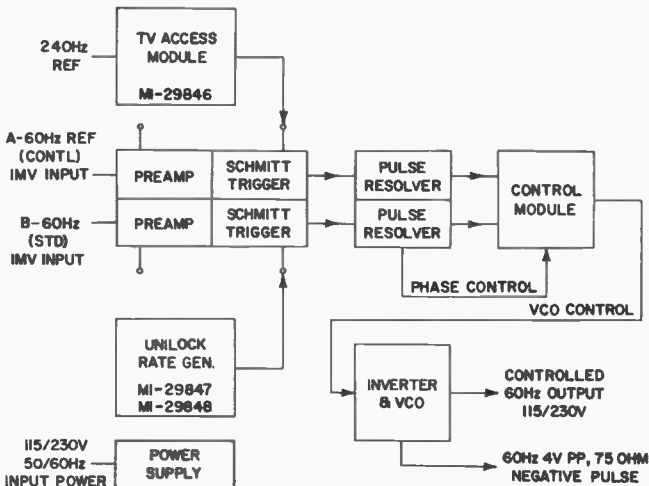 240Hz
REF
TV ACCESS
MODULE
MI-29846
A-60Hz REF
(CONTL)
IMV INPUT
PREAMP
SCHMITT
TRIGGER
PULSE
RESOLVER
CONTROL
MODULE
B-60Hz
(STD)
IMV INPUT
PREAMP
SCHMITT
TRIGGER
PULSE
RESOLVER
PHASE CONTROL
VCO CONTROL
UNILOCK
RATE GEN.
MI-29847
MI-29848
INVERTER
& VCO
CONTROLLED
60Hz OUTPUT
115/230V
115/230V
50/60Hz
INPUT POWER
POWER
SUPPLY
60Hz 4V PP, 75 OHM
NEGATIVE PULSE